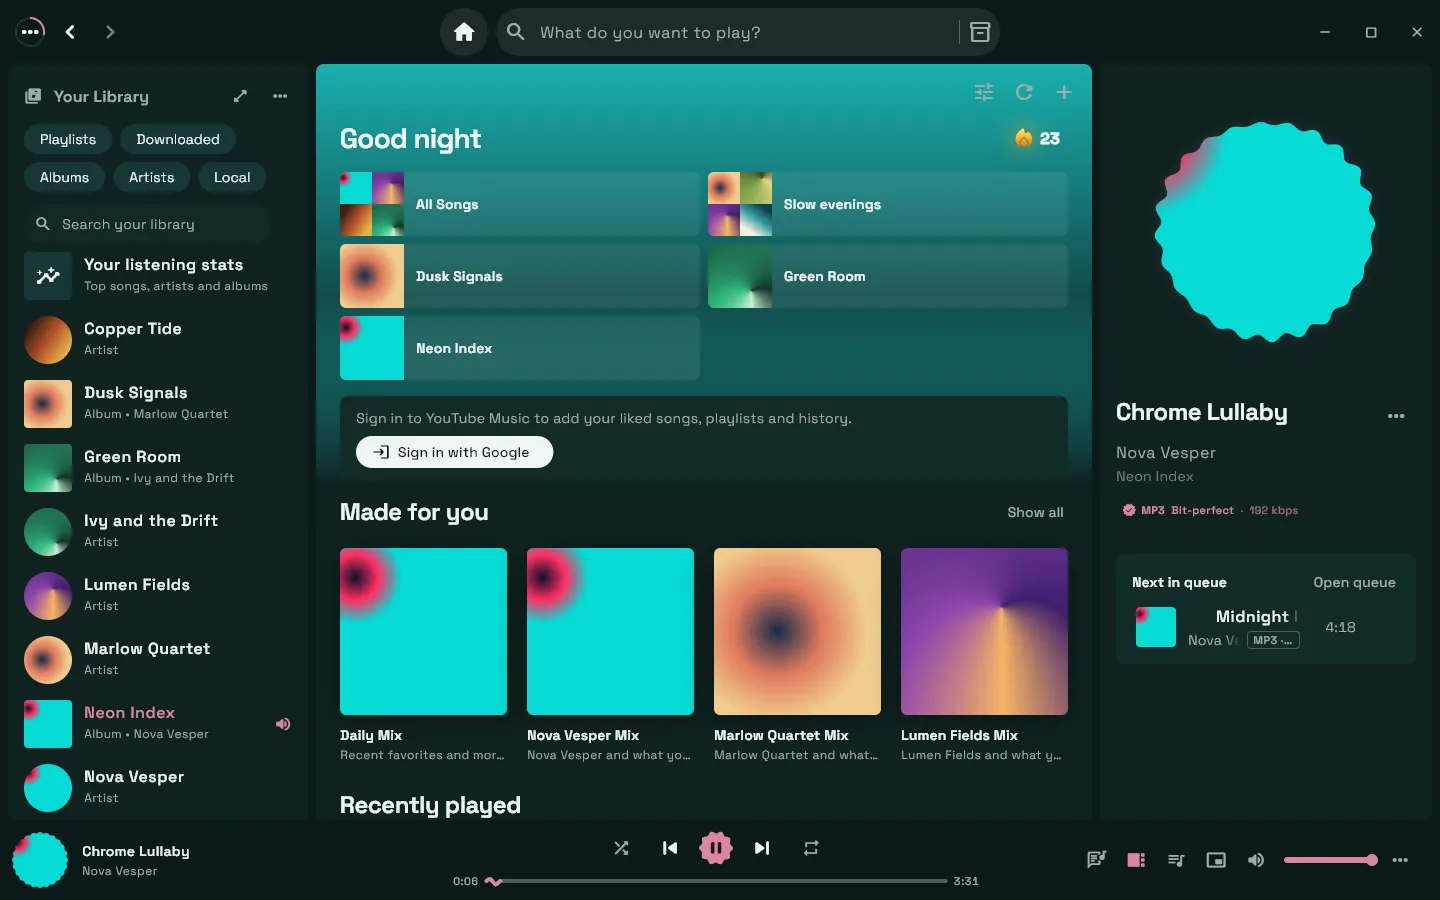 What do you want to play?
Your Library
Playlists
Downloaded
Albums
Artists
Local
Search your library
Your listening stats
Top songs, artists and albums
Copper Tide
Artist
Dusk Signals
Album • Marlow Quartet
Green Room
Album • Ivy and the Drift
Ivy and the Drift
Artist
Lumen Fields
Artist
Marlow Quartet
Artist
Neon Index
Album • Nova Vesper
Nova Vesper
Artist
Good night
23
All Songs
Slow evenings
Dusk Signals
Green Room
Neon Index
Sign in to YouTube Music to add your liked songs, playlists and history.
Sign in with Google
Made for you
Show all
Daily Mix
Recent favorites and mor...
Nova Vesper Mix
Nova Vesper and what yo...
Marlow Quartet Mix
Marlow Quartet and what...
Lumen Fields Mix
Lumen Fields and what y...
Recently played
Chrome Lullaby
Nova Vesper
Neon Index
MP3 Bit-perfect · 192 kbps
Next in queue
Open queue
Midnight
Nova Ve
MP3 ·...
4:18
Chrome Lullaby
Nova Vesper
0:06
3:31